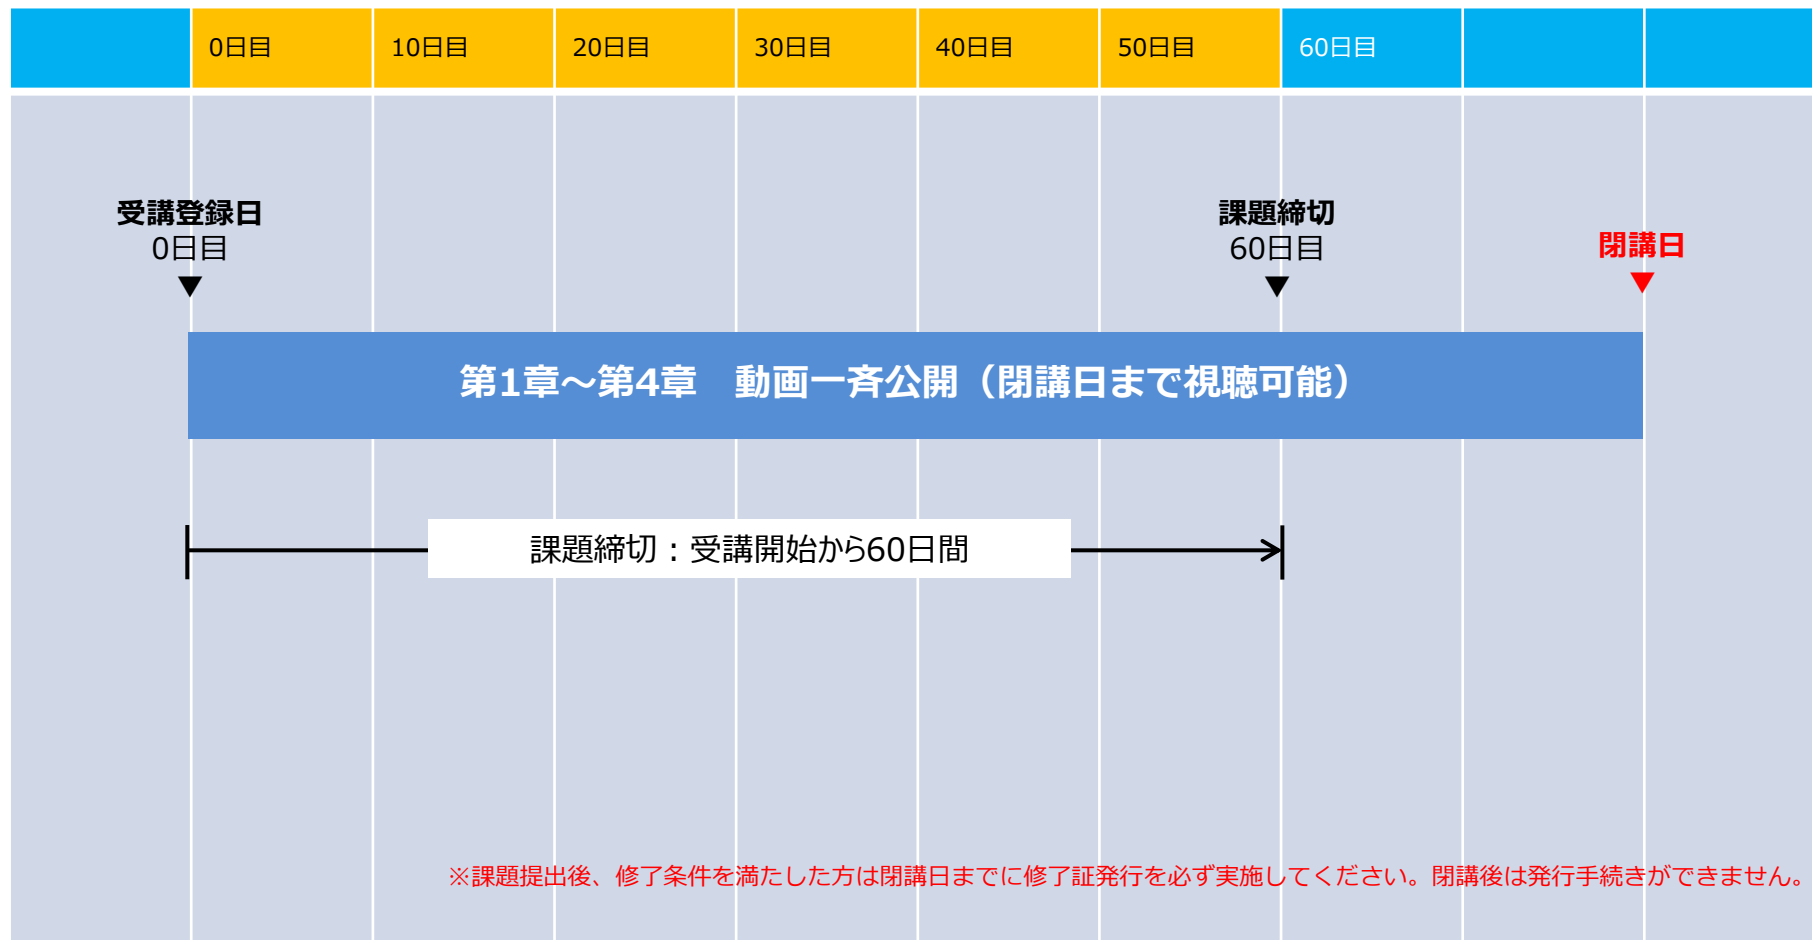 0日目
10日目
20日目
30日目
40日目
50日目
60日目
受講登録日
0日目
課題締切
60日目
閉講日
第1章～第4章　動画一斉公開（閉講日まで視聴可能）
課題締切：受講開始から60日間
※課題提出後、修了条件を満たした方は閉講日までに修了証発行を必ず実施してください。閉講後は発行手続きができません。